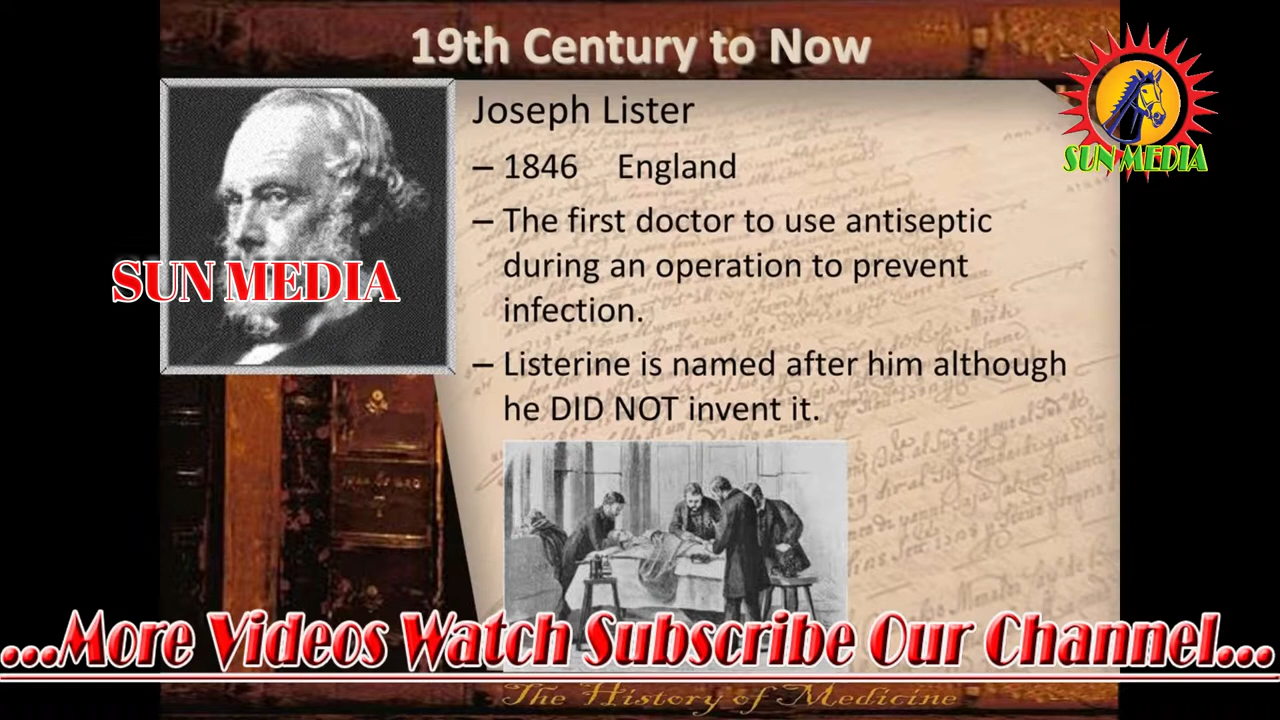 19th Century to Now
SUN MEDIA
Joseph Lister
– 1846 England
– The first doctor to use antiseptic
during an operation to prevent
infection.
SUN MEDIA
– Listerine is named after him although
he DID NOT invent it.
...More Videos Watch Subscribe Our Channel...
The History of Medicine